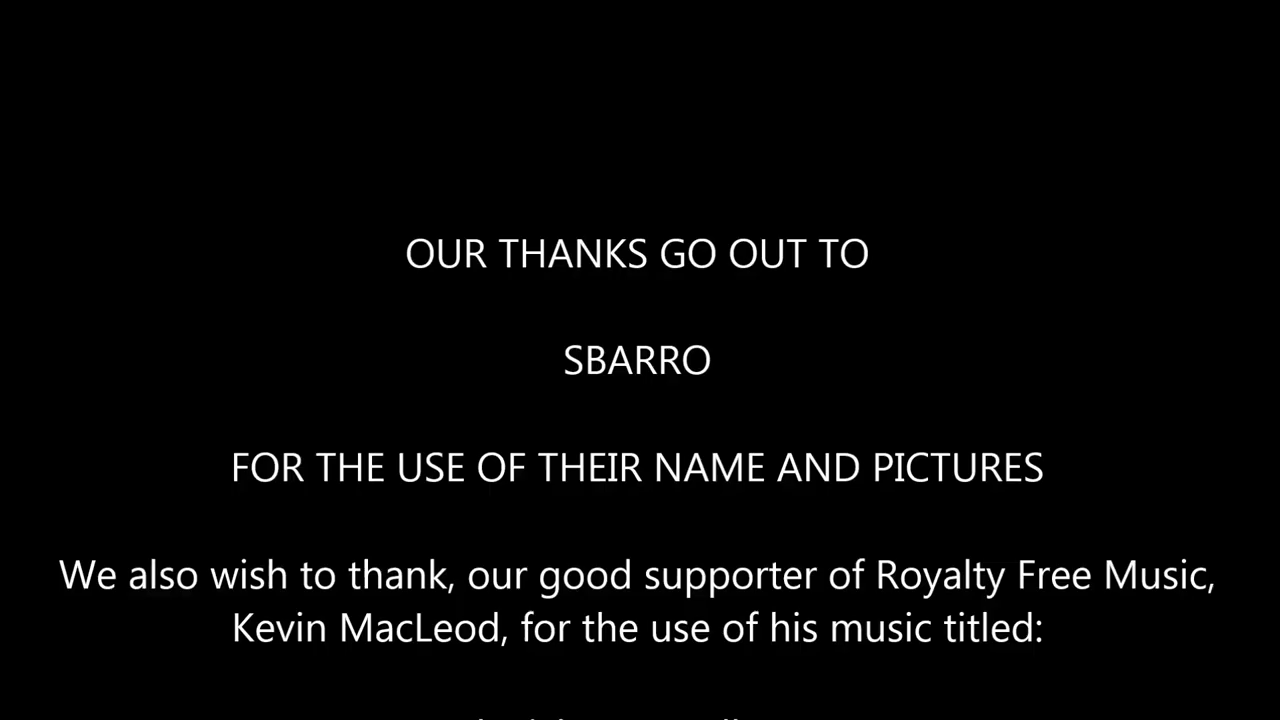 OUR THANKS GO OUT TO
SBARRO
FOR THE USE OF THEIR NAME AND PICTURES
We also wish to thank, our good supporter of Royalty Free Music,
Kevin MacLeod, for the use of his music titled: